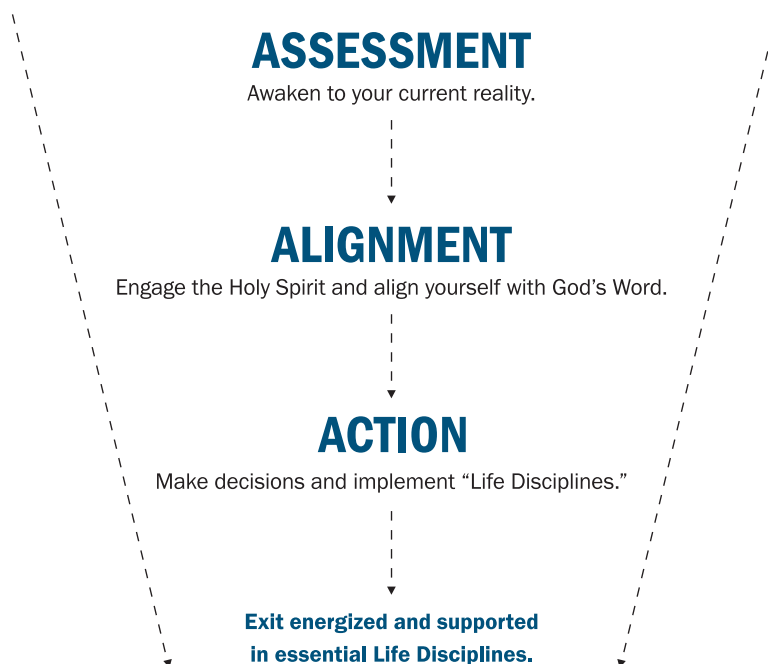 ASSESSMENT
Awaken to your current reality.
ALIGNMENT
Engage the Holy Spirit and align yourself with God’s Word.
ACTION
Make decisions and implement “Life Disciplines.”
Exit energized and supported
in essential Life Disciplines.